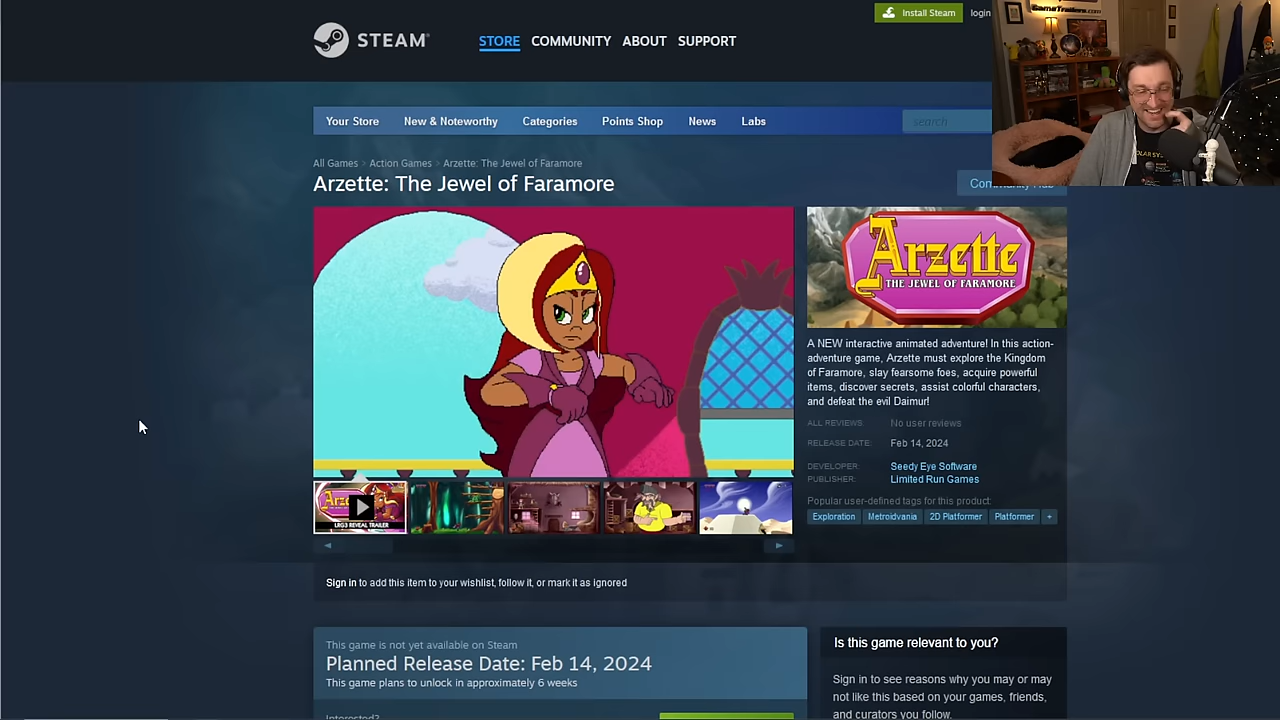 Install Steam
login
STEAM
STORE COMMUNITY ABOUT SUPPORT
GameTrailers.com
Your Store New & Noteworthy Categories Points Shop News Labs
search
All Games > Action Games > Arzette: The Jewel of Faramore
Arzette: The Jewel of Faramore
Arzette
THE JEWEL OF FARAMORE
A NEW interactive animated adventure! In this action-
adventure game, Arzette must explore the Kingdom
of Faramore, slay fearsome foes, acquire powerful
items, discover secrets, assist colorful characters,
and defeat the evil Daimur!
ALL REVIEWS: No user reviews
RELEASE DATE: Feb 14, 2024
DEVELOPER: Seedy Eye Software
PUBLISHER: Limited Run Games
Popular user-defined tags for this product:
Exploration Metroidvania 2D Platformer Platformer +
LRG3 REVEAL TRAILER
Sign in to add this item to your wishlist, follow it, or mark it as ignored
This game is not yet available on Steam
Planned Release Date: Feb 14, 2024
This game plans to unlock in approximately 6 weeks
Interested?
Is this game relevant to you?
Sign in to see reasons why you may or may
not like this based on your games, friends,
and curators you follow.